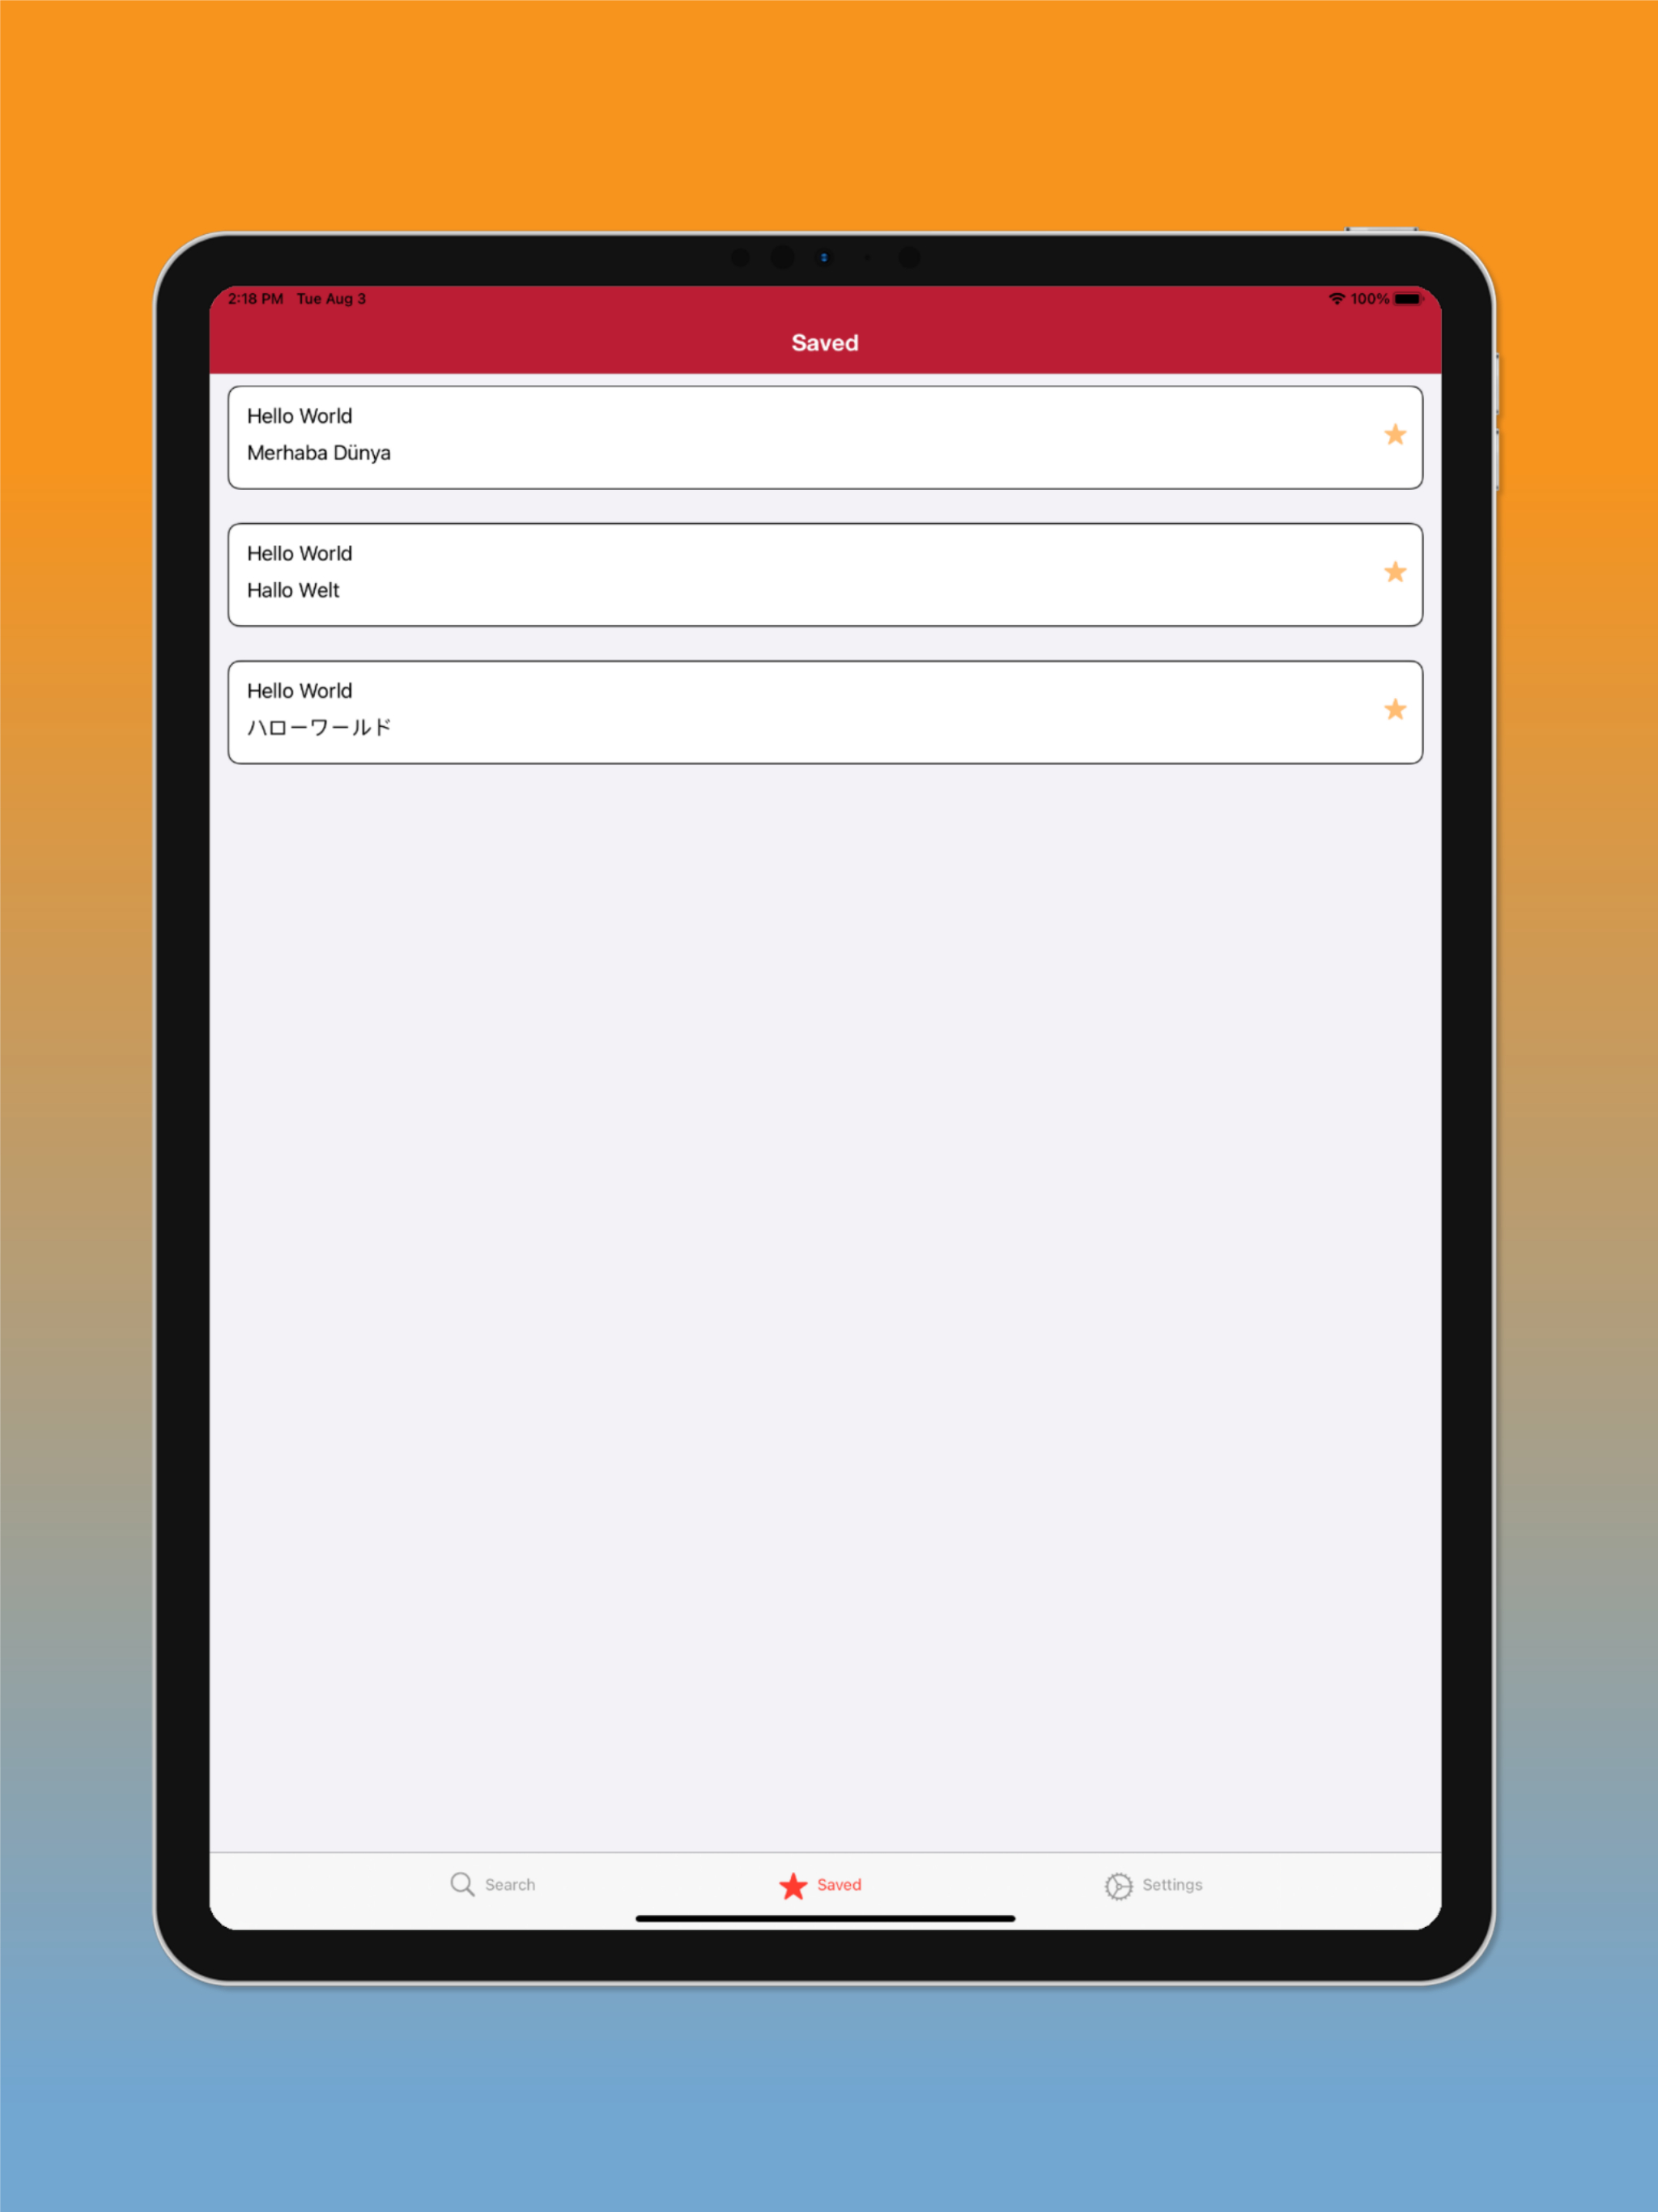 2:18 PM Tue Aug 3 100%
Saved
Hello World
Merhaba Dünya
Hello World
Hallo Welt
Hello World
ハローワールド
Search Saved Settings